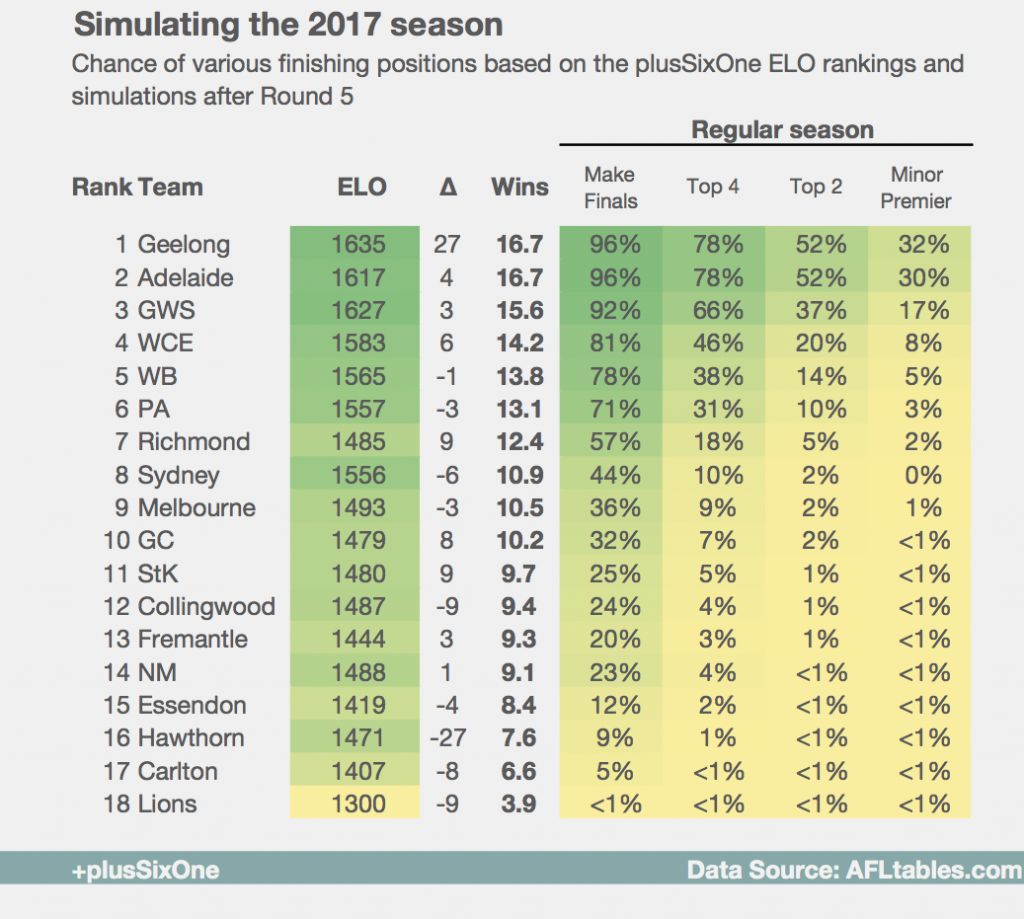 Simulating the 2017 season
Chance of various finishing positions based on the plusSixOne ELO rankings and
simulations after Round 5
Regular season
Rank Team ELO Δ Wins Make Finals Top 4 Top 2 Minor Premier
1 Geelong 1635 27 16.7 96% 78% 52% 32%
2 Adelaide 1617 4 16.7 96% 78% 52% 30%
3 GWS 1627 3 15.6 92% 66% 37% 17%
4 WCE 1583 6 14.2 81% 46% 20% 8%
5 WB 1565 -1 13.8 78% 38% 14% 5%
6 PA 1557 -3 13.1 71% 31% 10% 3%
7 Richmond 1485 9 12.4 57% 18% 5% 2%
8 Sydney 1556 -6 10.9 44% 10% 2% 0%
9 Melbourne 1493 -3 10.5 36% 9% 2% 1%
10 GC 1479 8 10.2 32% 7% 2% <1%
11 StK 1480 9 9.7 25% 5% 1% <1%
12 Collingwood 1487 -9 9.4 24% 4% 1% <1%
13 Fremantle 1444 3 9.3 20% 3% 1% <1%
14 NM 1488 1 9.1 23% 4% <1% <1%
15 Essendon 1419 -4 8.4 12% 2% <1% <1%
16 Hawthorn 1471 -27 7.6 9% 1% <1% <1%
17 Carlton 1407 -8 6.6 5% <1% <1% <1%
18 Lions 1300 -9 3.9 <1% <1% <1% <1%
+plusSixOne Data Source: AFLtables.com